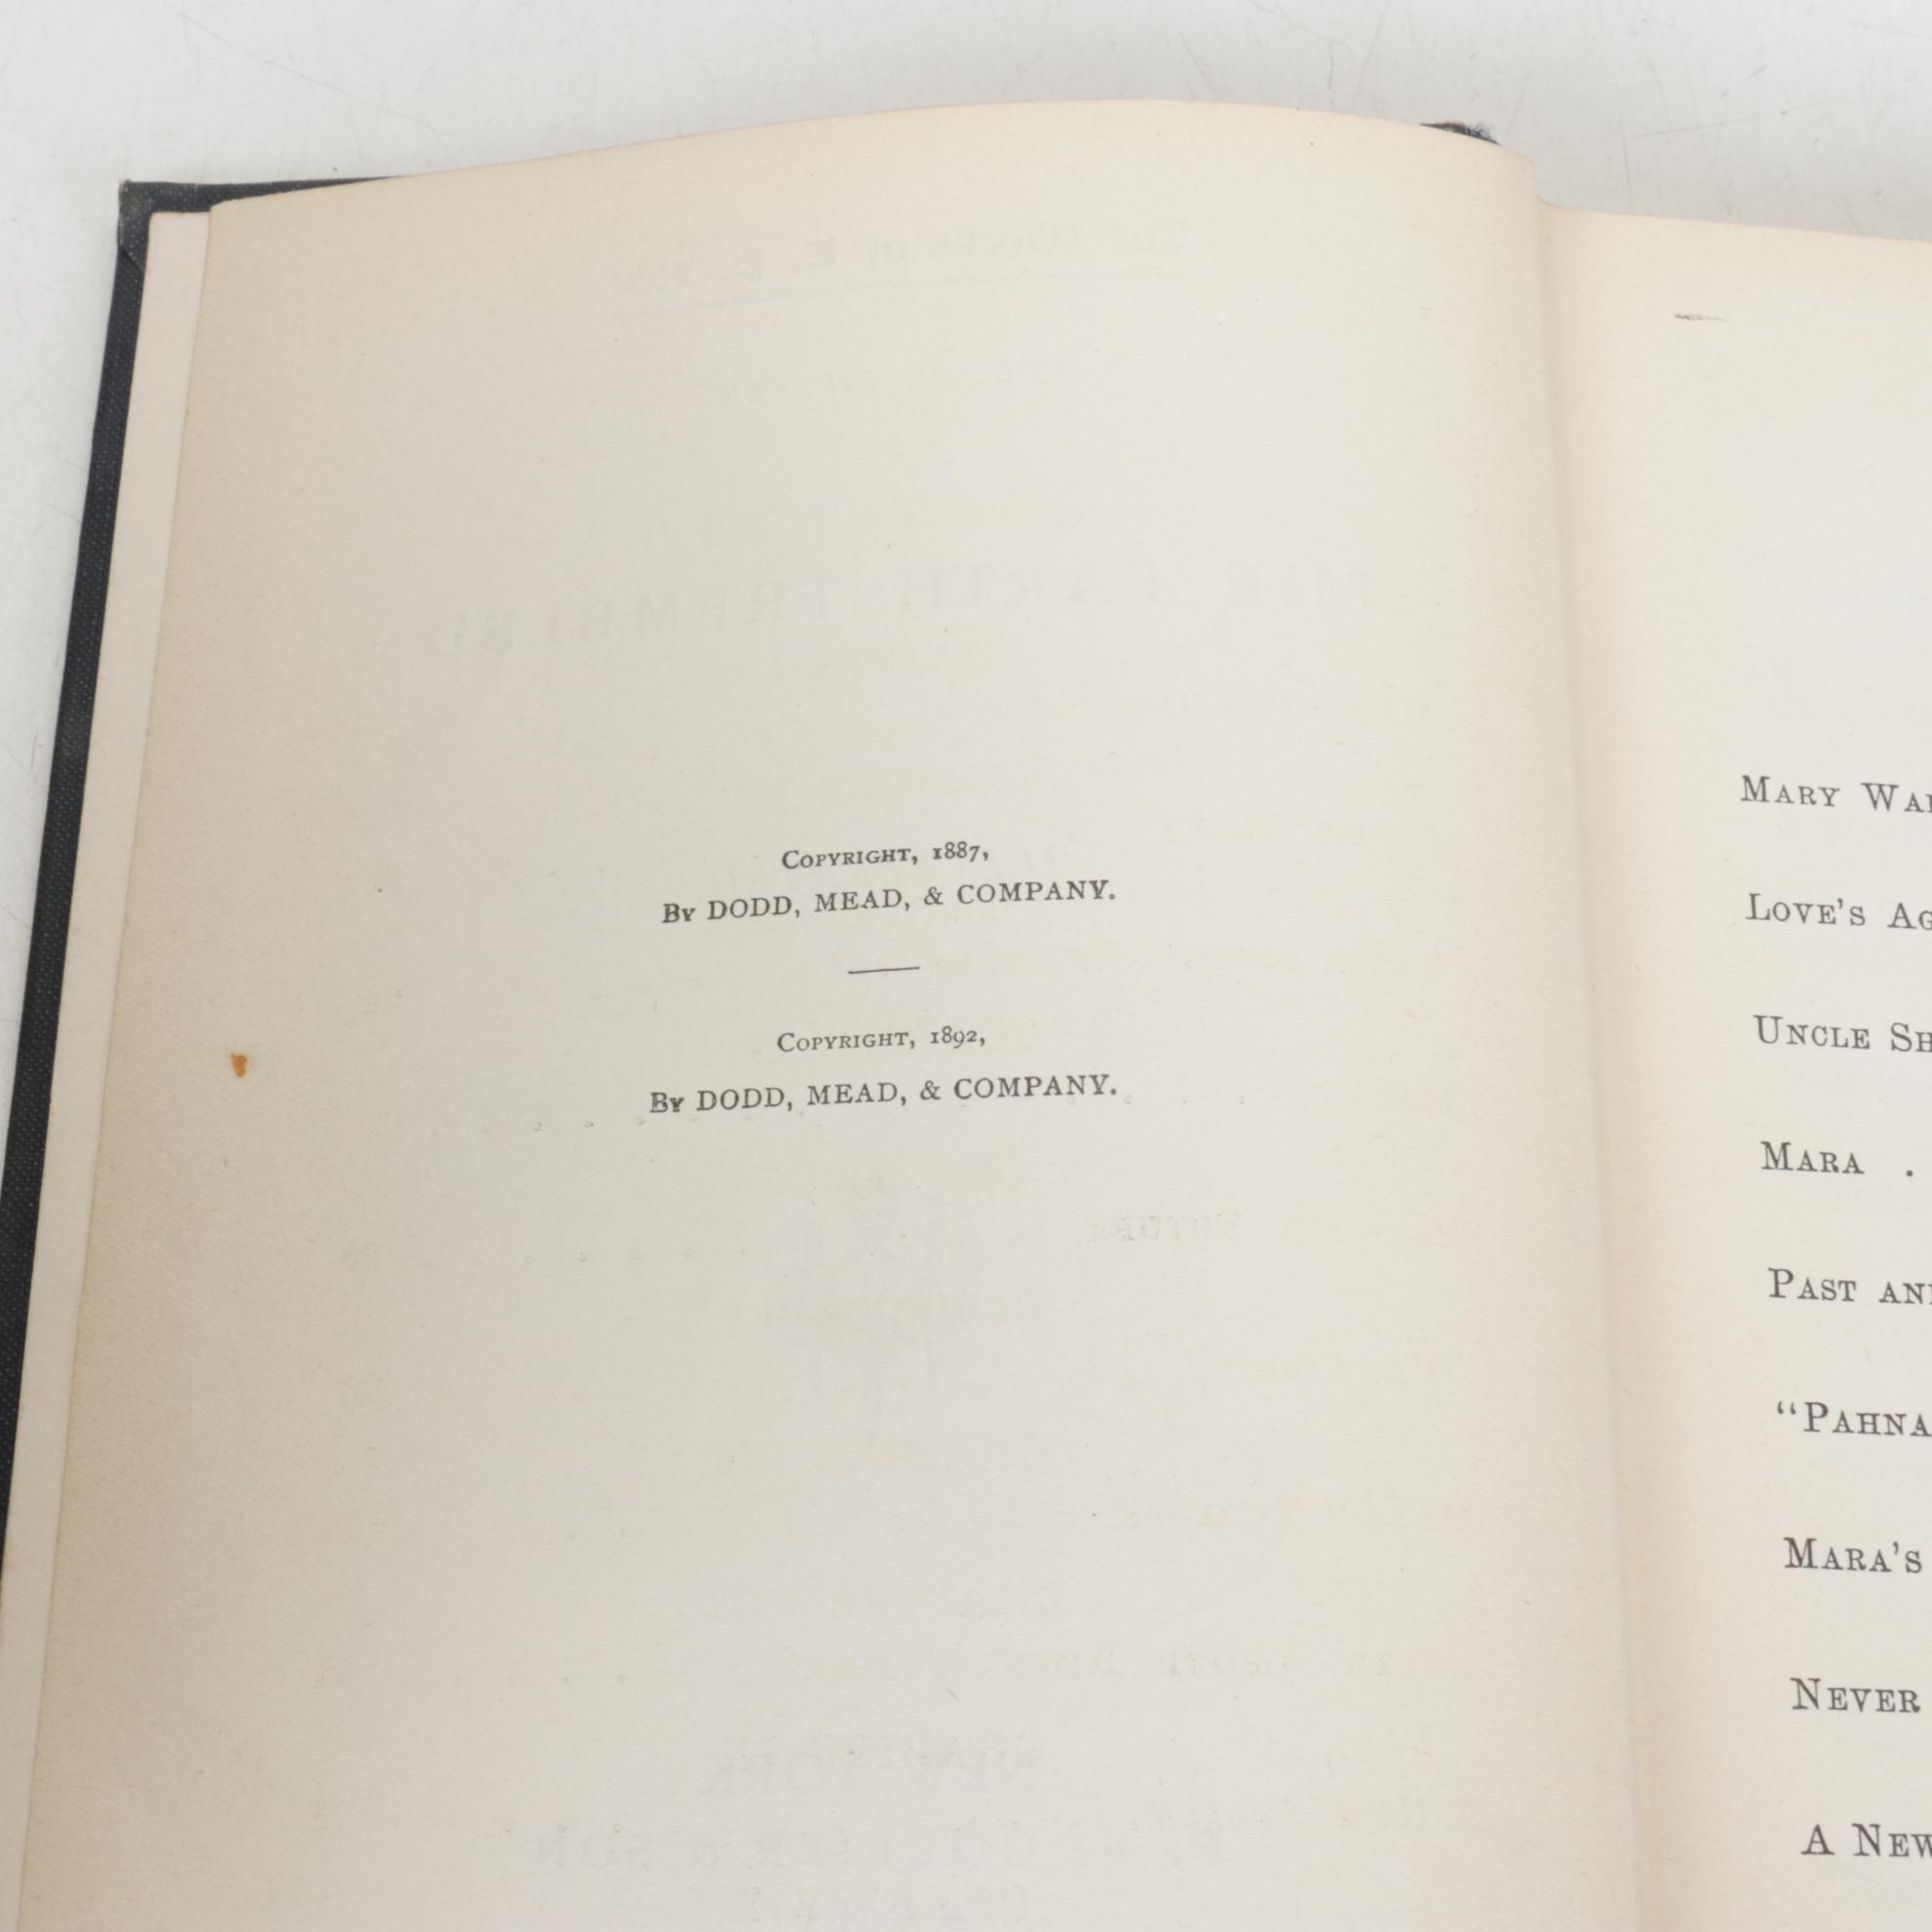 Copyright, 1887,
By DODD, MEAD, & COMPANY.
Copyright, 1892,
By DODD, MEAD, & COMPANY.
Mary Wa
Love's Ag
Uncle Sh
Mara .
Past an
"Pahna
Mara's
Never
A New